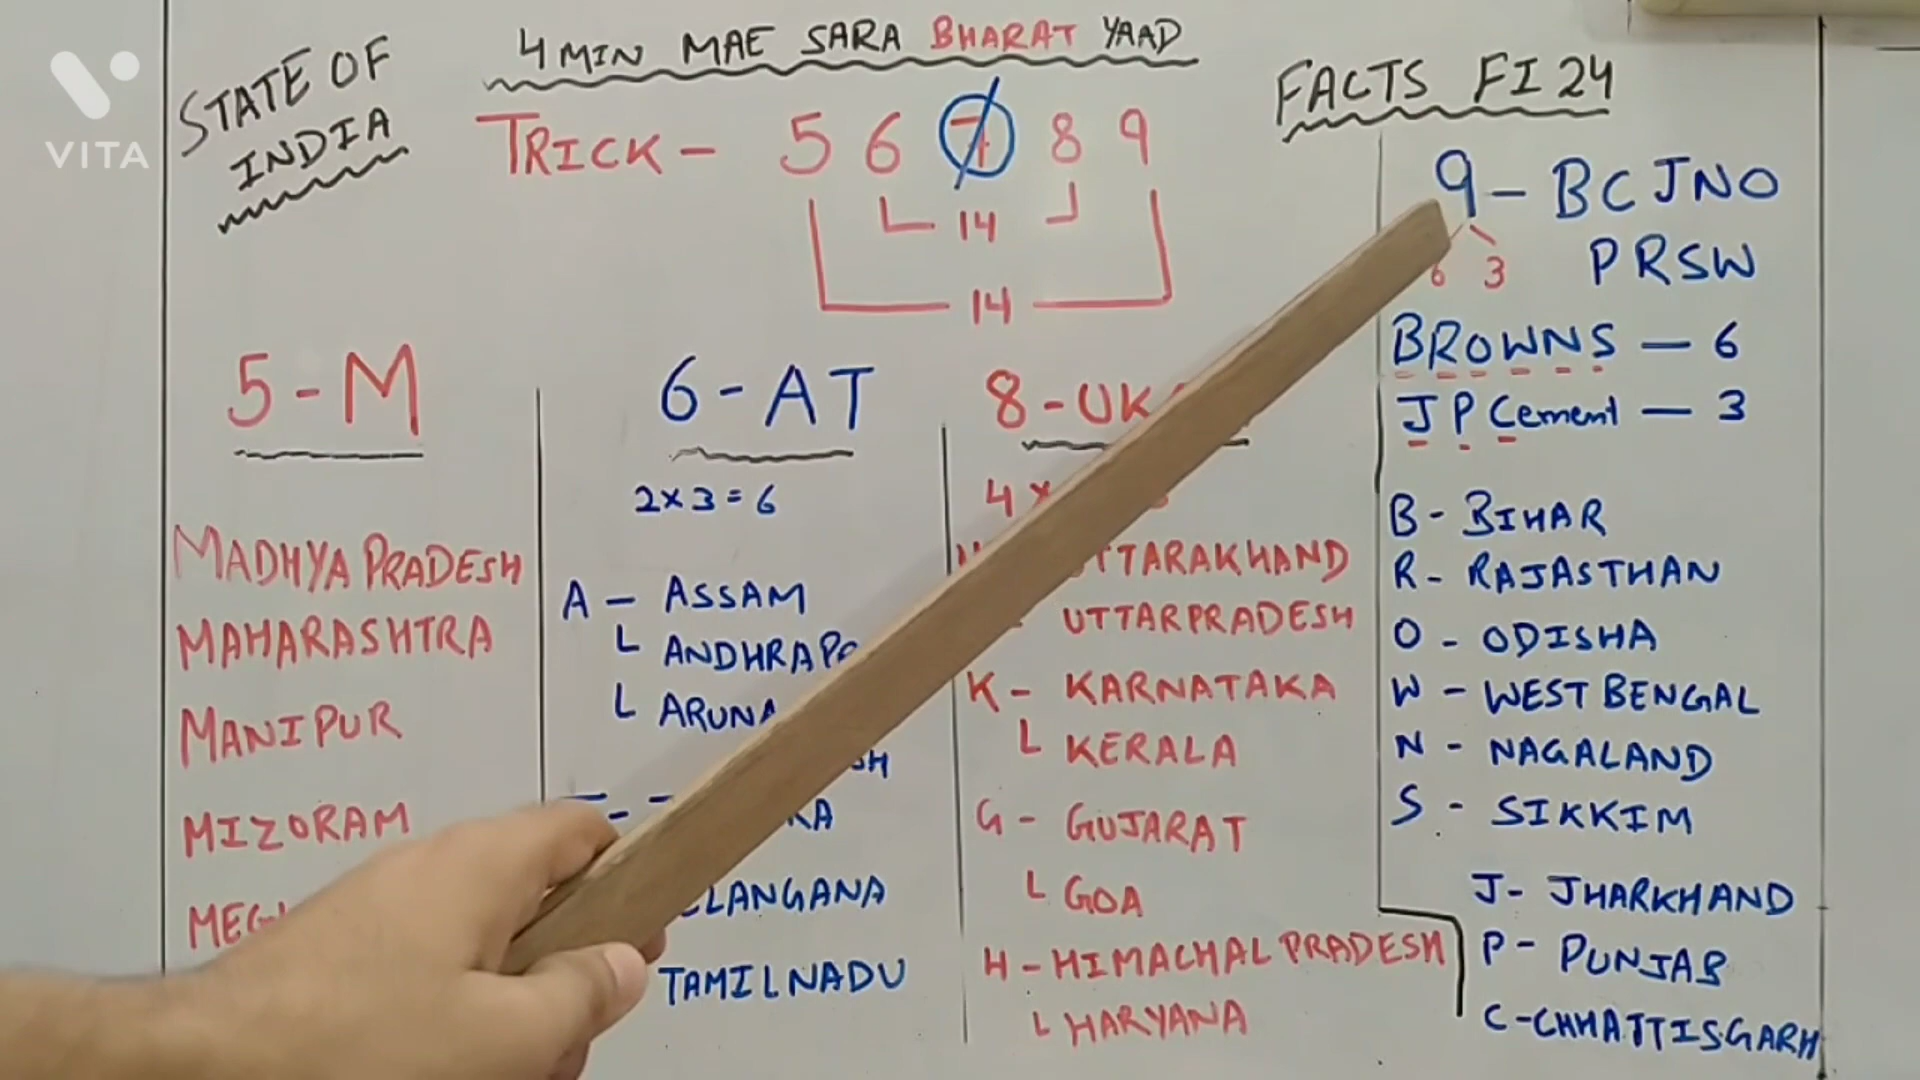 VITA
STATE OF
INDIA
4 MIN MAE SARA BHARAT YAAD
TRICK - 5 6 7 8 9
14
14
FACTS FI 24
5 - M
MADHYA PRADESH
MAHARASHTRA
MANIPUR
MIZORAM
6 - AT
2 x 3 = 6
A - ASSAM
L ANDHRA
L
TAMILNADU
8 -
4
UTTARPRADESH
K - KARNATAKA
L KERALA
G - GUJARAT
L GOA
H - HIMACHAL PRADESH
L HARYANA
9 - BCJNO
6 3 PRSW
BROWNS - 6
JP Cement - 3
B - BIHAR
R - RAJASTHAN
O - ODISHA
W - WEST BENGAL
N - NAGALAND
S - SIKKIM
J - JHARKHAND
P - PUNJAB
C - CHHATTISGARH